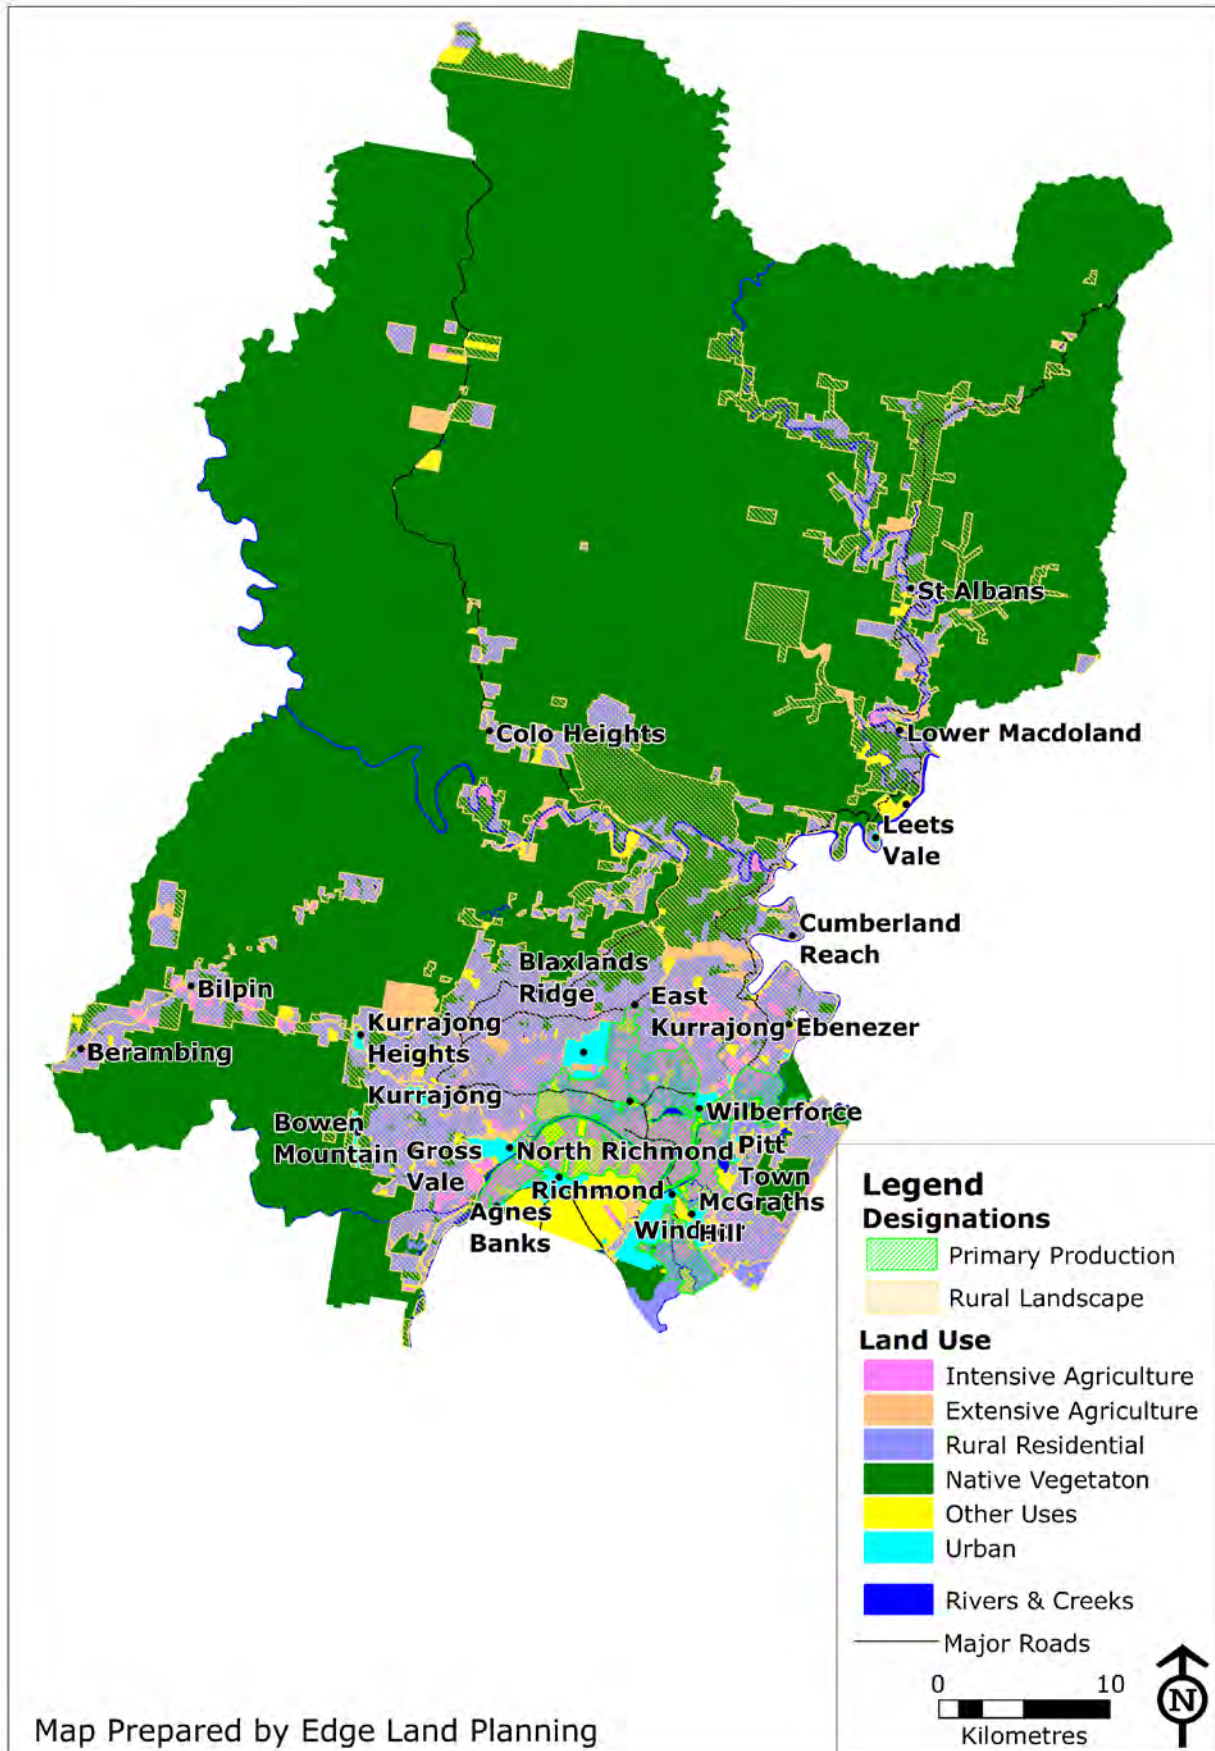 St Albans
Colo Heights
Lower Macdoland
Leets
Vale
Cumberland
Reach
Blaxlands
Ridge
Bilpin
East
Kurrajong
Ebenezer
Kurrajong
Heights
Berambing
Kurrajong
Wilberforce
Bowen
Mountain
Gross
Vale
North Richmond
Pitt
Town
Richmond
McGraths
Hill
Agnes
Banks
Legend
Designations
Primary Production
Rural Landscape
Land Use
Intensive Agriculture
Extensive Agriculture
Rural Residential
Native Vegetaton
Other Uses
Urban
Rivers & Creeks
Major Roads
0 10
Kilometres
N
Map Prepared by Edge Land Planning